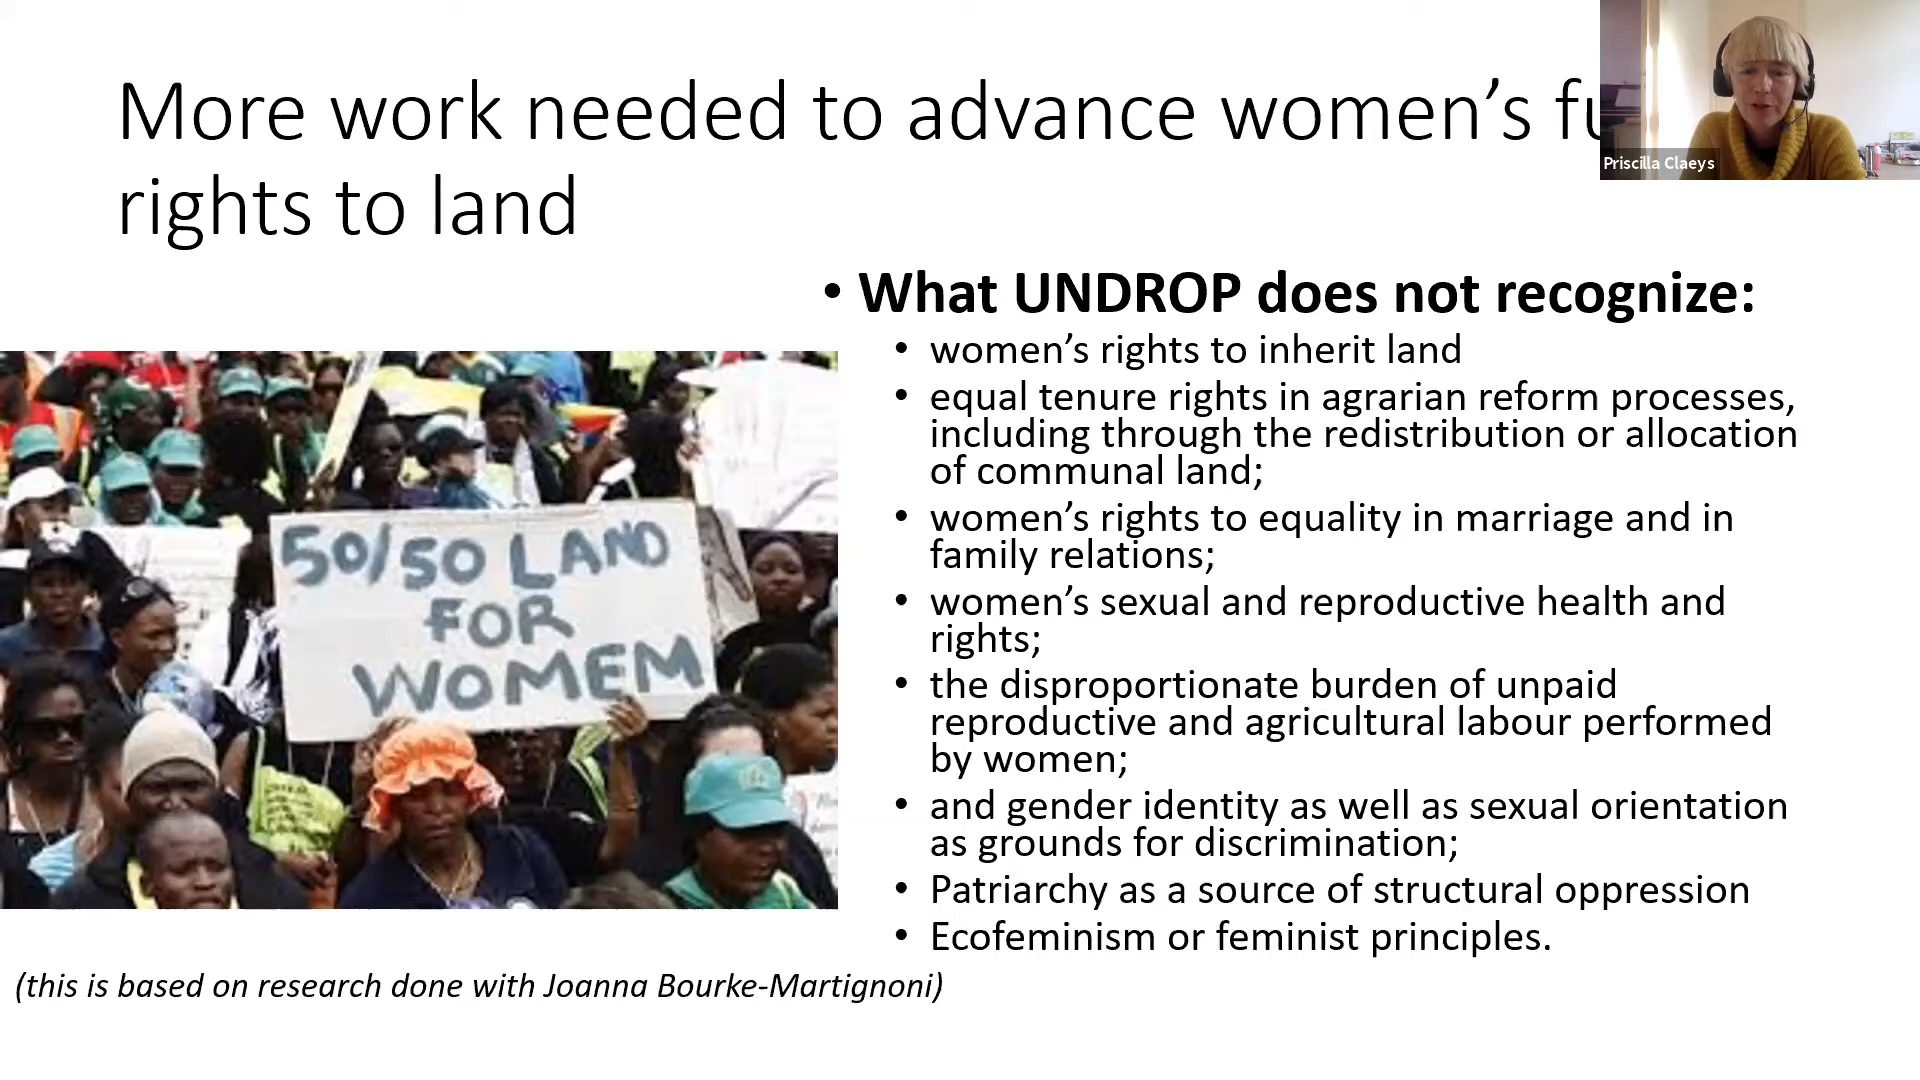 More work needed to advance women’s fu
rights to land
Priscilla Claeys
• What UNDROP does not recognize:
• women’s rights to inherit land
• equal tenure rights in agrarian reform processes,
including through the redistribution or allocation
of communal land;
• women’s rights to equality in marriage and in
family relations;
• women’s sexual and reproductive health and
rights;
• the disproportionate burden of unpaid
reproductive and agricultural labour performed
by women;
• and gender identity as well as sexual orientation
as grounds for discrimination;
• Patriarchy as a source of structural oppression
• Ecofeminism or feminist principles.
50/50 LAND
FOR
WOMEM
(this is based on research done with Joanna Bourke-Martignoni)